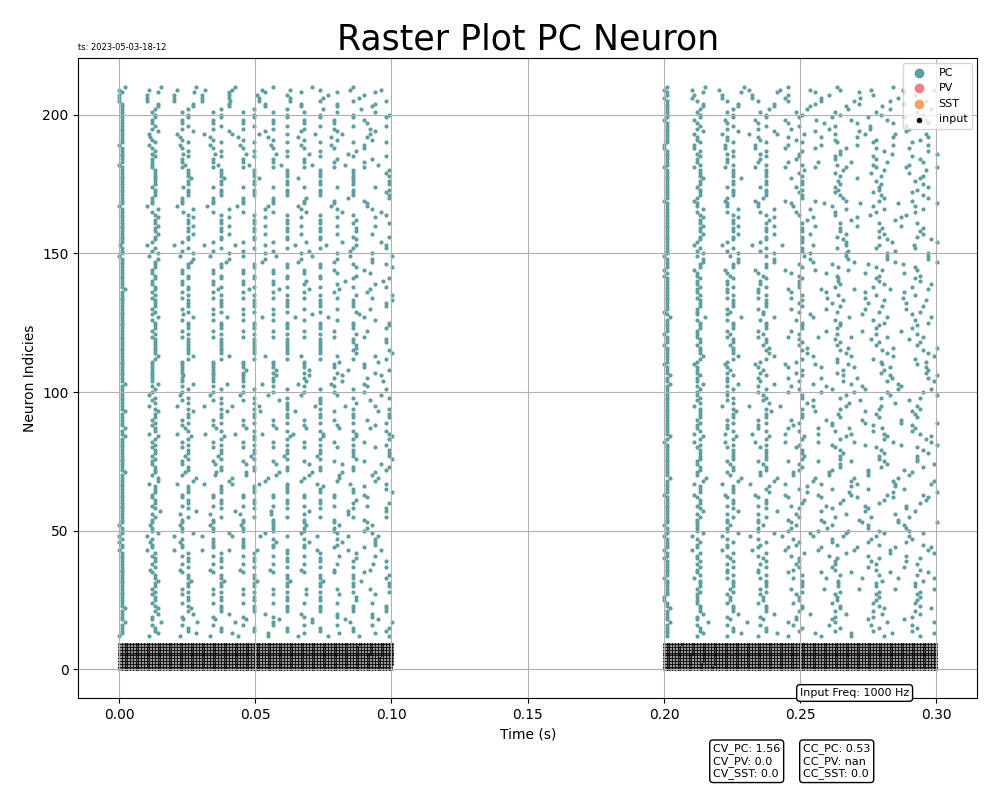 Raster Plot PC Neuron
ts: 2023-05-03-18-12
PC
PV
SST
input
200
150
100
50
0
Neuron Indicies
0.00 0.05 0.10 0.15 0.20 0.25 0.30
Time (s)
Input Freq: 1000 Hz
CV_PC: 1.56
CV_PV: 0.0
CV_SST: 0.0
CC_PC: 0.53
CC_PV: nan
CC_SST: 0.0